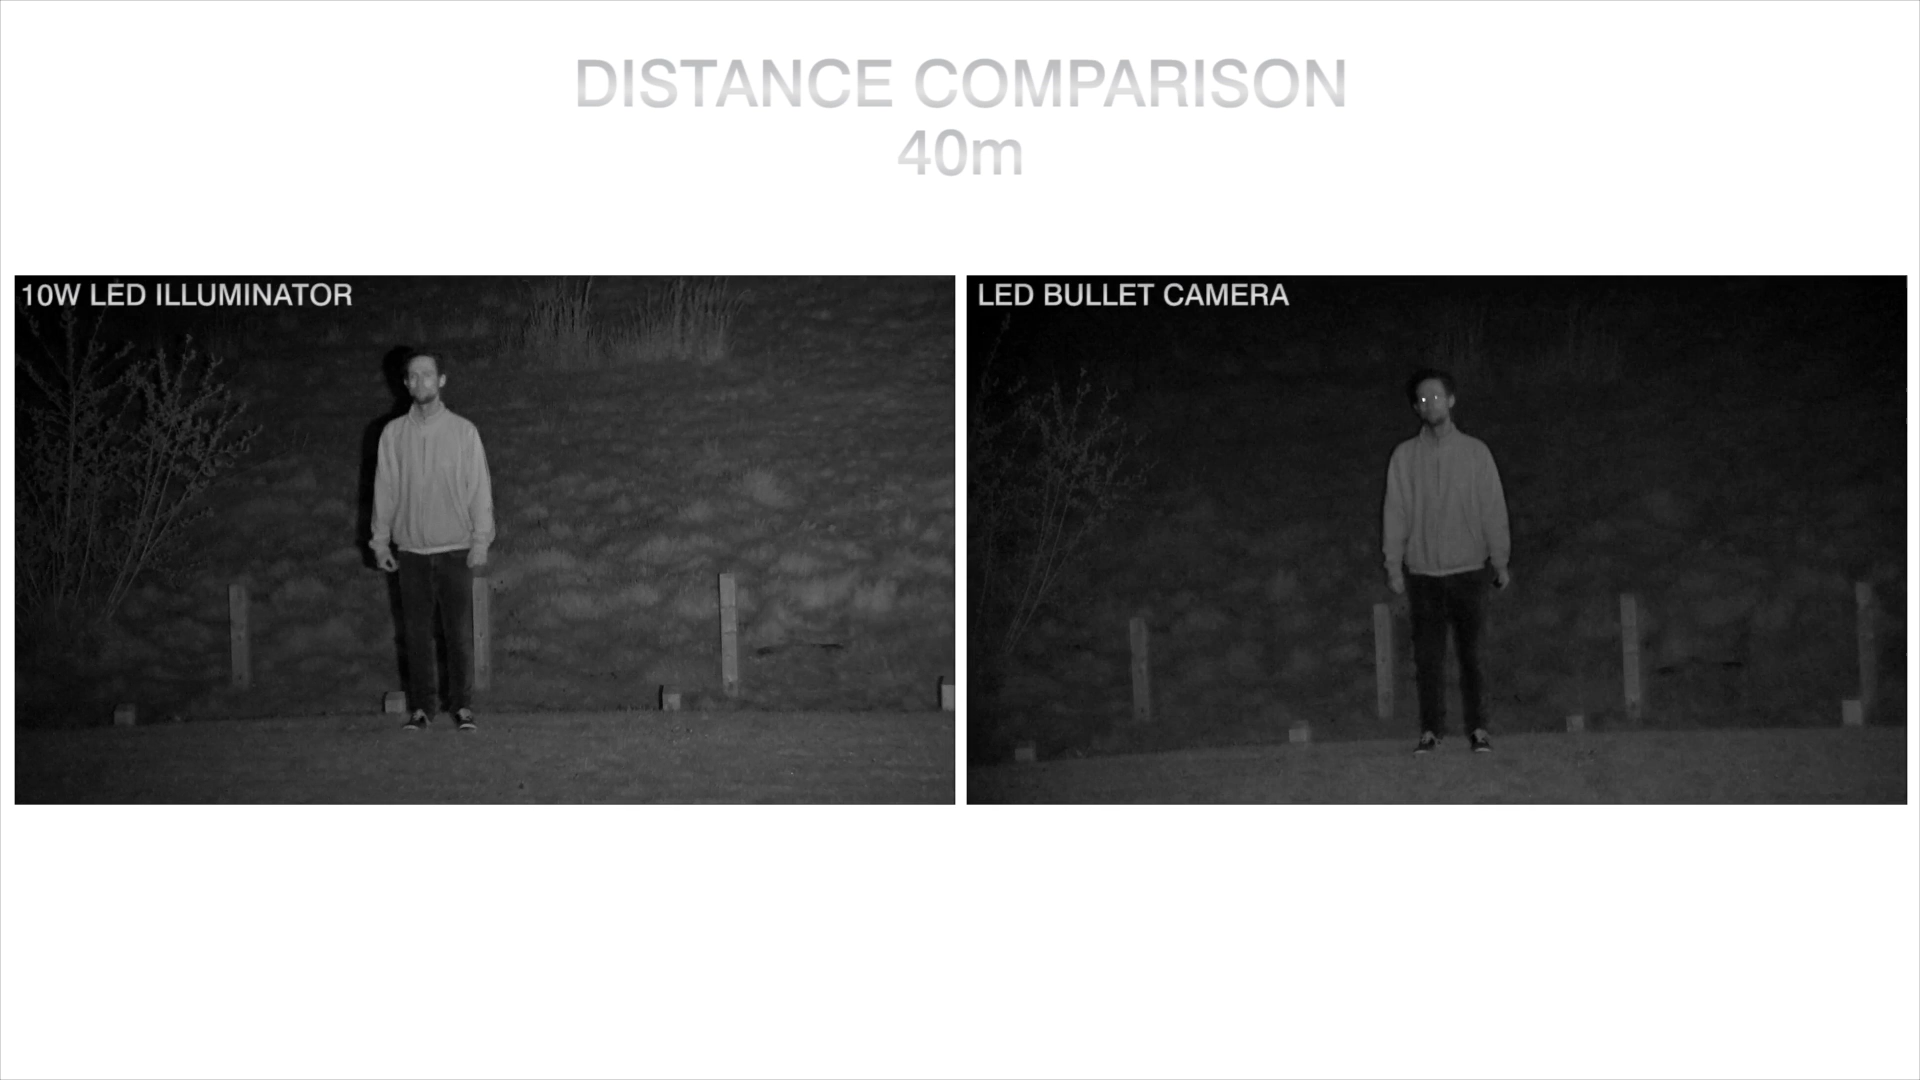 DISTANCE COMPARISON
40m
10W LED ILLUMINATOR
LED BULLET CAMERA